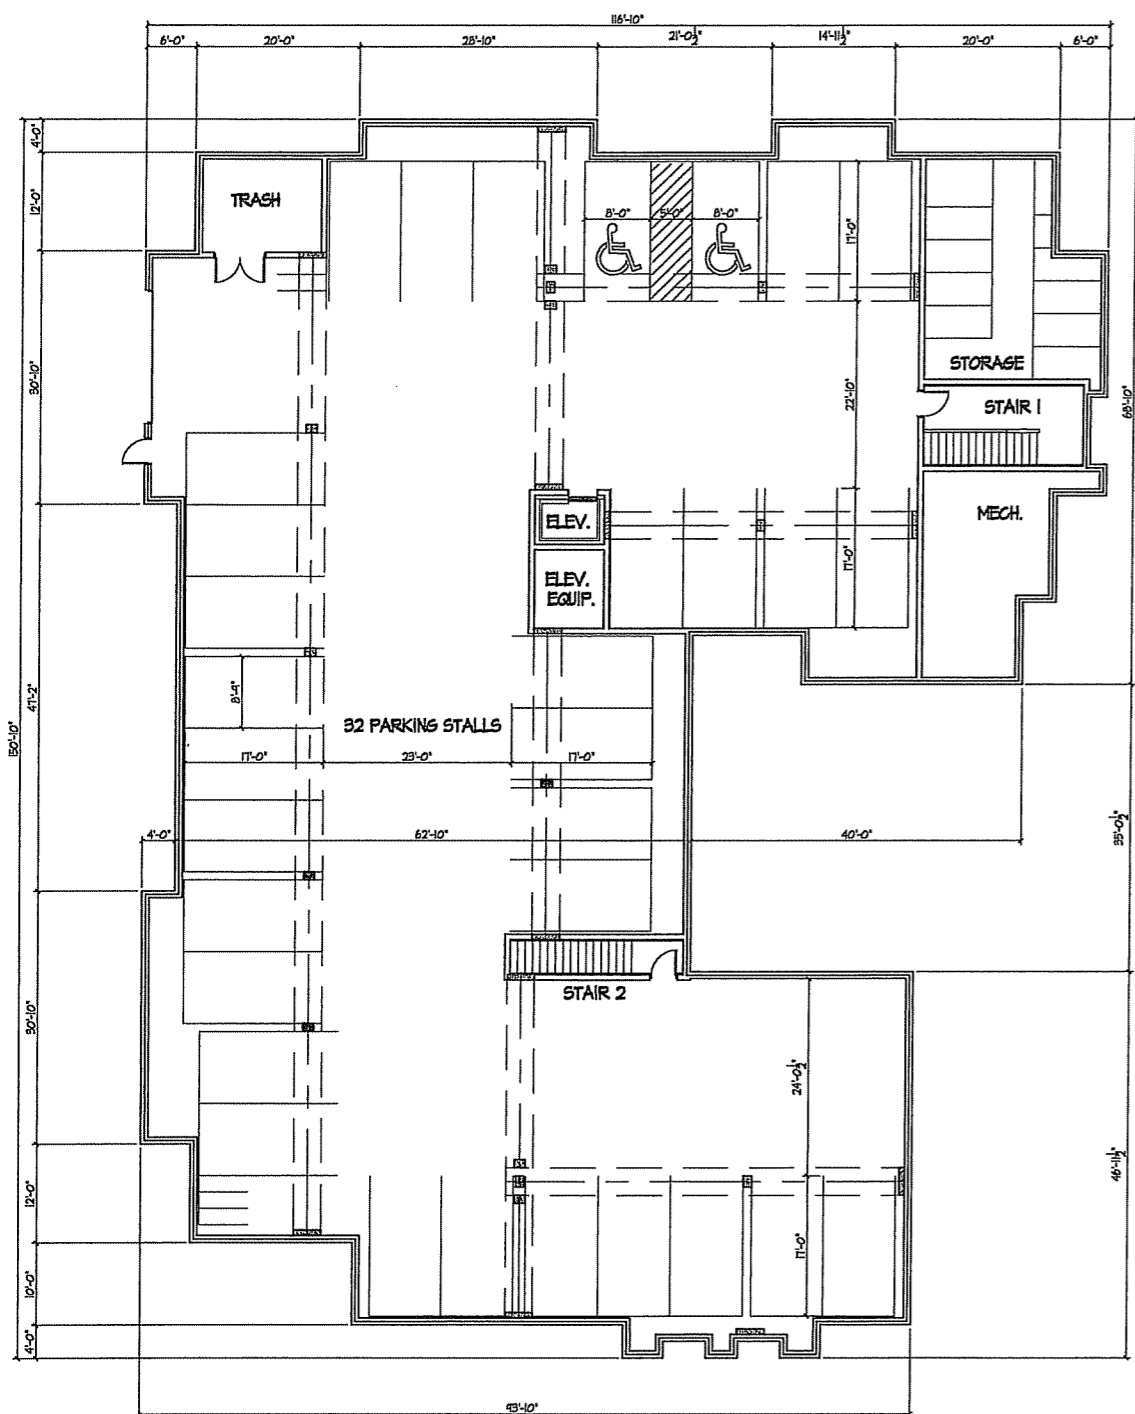 116'-10"
6'-0" 20'-0" 28'-10" 21'-0½" 14'-11½" 20'-0" 6'-0"
4'-0"
12'-0"
TRASH
8'-0" 5'-0" 8'-0"
17'-0"
30'-10"
STORAGE
22'-10"
STAIR 1
68'-10"
ELEV.
MECH.
17'-0"
ELEV.
EQUIP.
8'-9"
47'-2"
150'-10"
32 PARKING STALLS
17'-0" 23'-0" 17'-0"
4'-0" 62'-10" 40'-0"
35'-0½"
STAIR 2
30'-10"
24'-0½"
46'-11½"
12'-0"
17'-0"
10'-0"
4'-0"
93'-10"